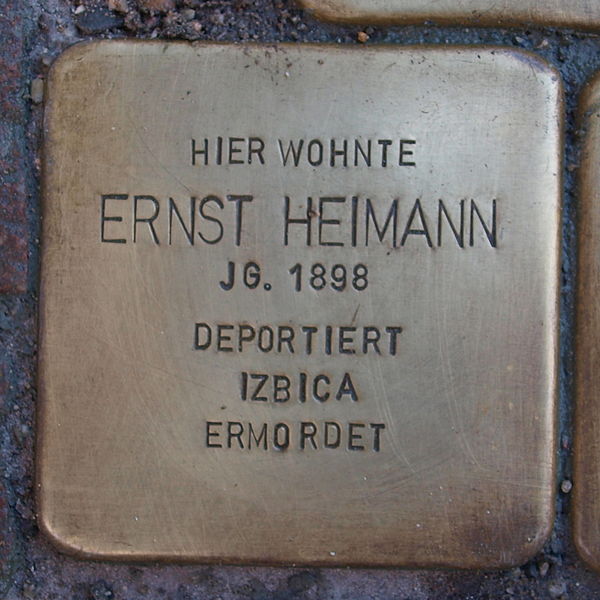 HIER WOHNTE
ERNST HEIMANN
JG. 1898
DEPORTIERT
IZBICA
ERMORDET